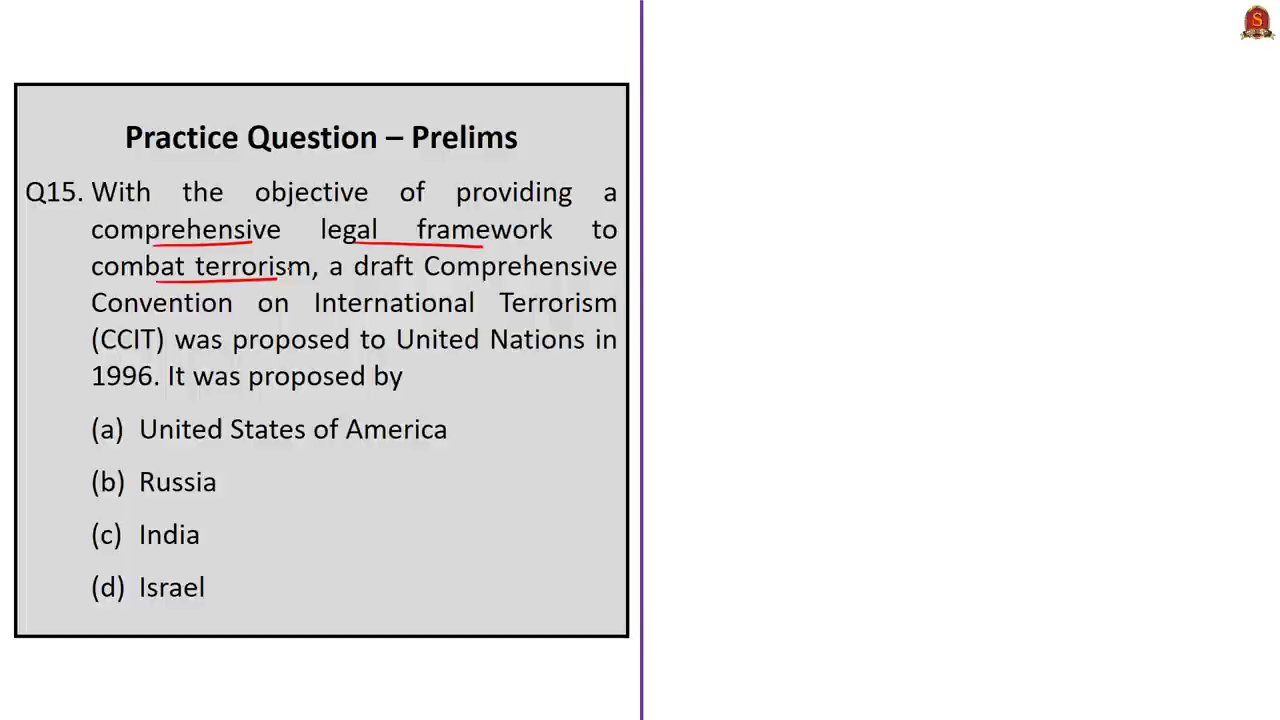 S
Practice Question – Prelims
Q15. With the objective of providing a
comprehensive legal framework to
combat terrorism, a draft Comprehensive
Convention on International Terrorism
(CCIT) was proposed to United Nations in
1996. It was proposed by
(a) United States of America
(b) Russia
(c) India
(d) Israel